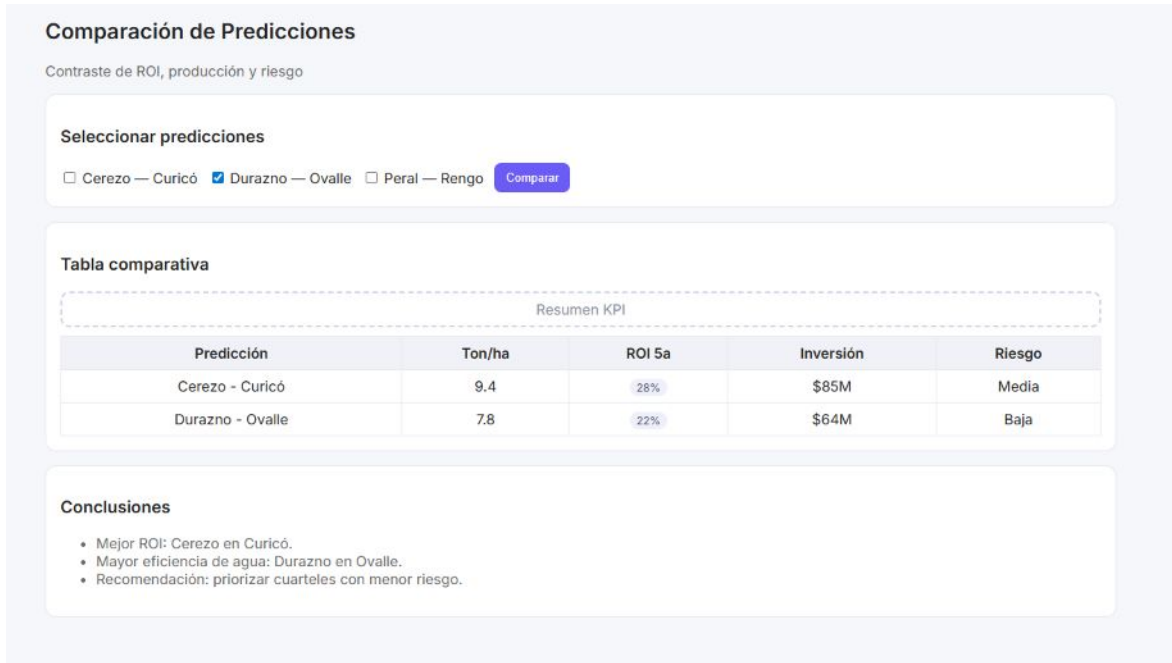 Comparación de Predicciones
Contraste de ROI, producción y riesgo
Seleccionar predicciones
Cerezo — Curicó Durazno — Ovalle Peral — Rengo Comparar
Tabla comparativa
Resumen KPI
Predicción Ton/ha ROI 5a Inversión Riesgo
Cerezo - Curicó 9.4 28% $85M Media
Durazno - Ovalle 7.8 22% $64M Baja
Conclusiones
• Mejor ROI: Cerezo en Curicó.
• Mayor eficiencia de agua: Durazno en Ovalle.
• Recomendación: priorizar cuarteles con menor riesgo.